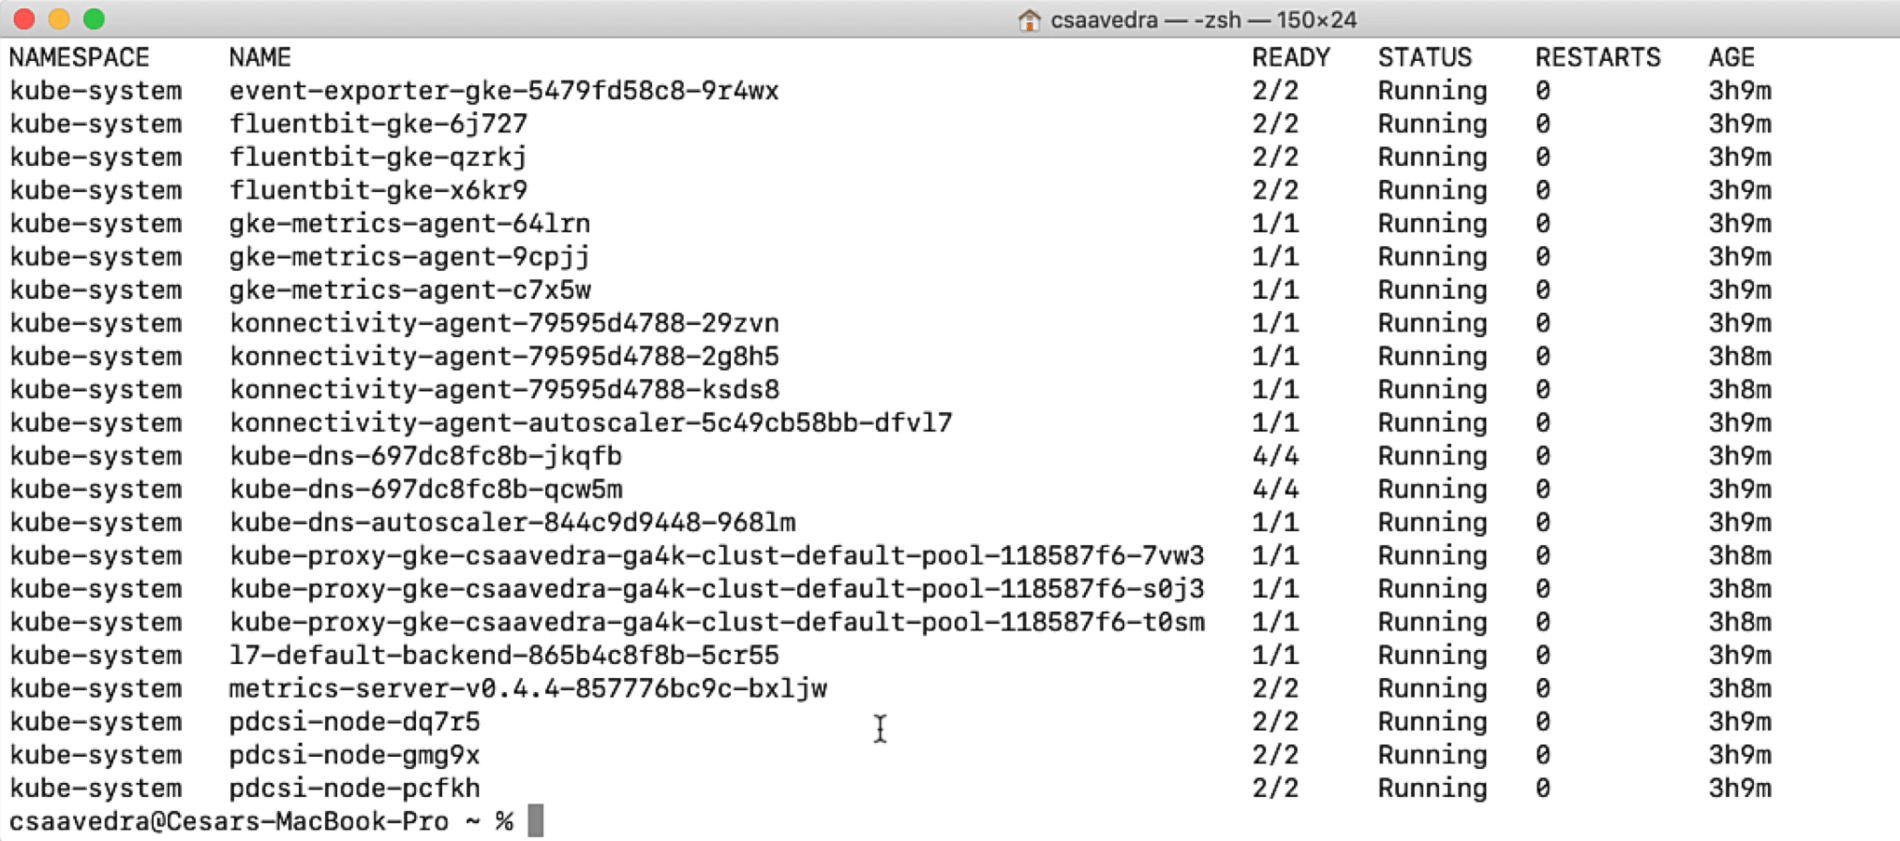 csaavedra — -zsh — 150×24
NAMESPACE NAME READY STATUS RESTARTS AGE
kube-system event-exporter-gke-5479fd58c8-9r4wx 2/2 Running 0 3h9m
kube-system fluentbit-gke-6j727 2/2 Running 0 3h9m
kube-system fluentbit-gke-qzrkj 2/2 Running 0 3h9m
kube-system fluentbit-gke-x6kr9 2/2 Running 0 3h9m
kube-system gke-metrics-agent-64lrn 1/1 Running 0 3h9m
kube-system gke-metrics-agent-9cpjj 1/1 Running 0 3h9m
kube-system gke-metrics-agent-c7x5w 1/1 Running 0 3h9m
kube-system konnectivity-agent-79595d4788-29zvn 1/1 Running 0 3h9m
kube-system konnectivity-agent-79595d4788-2g8h5 1/1 Running 0 3h8m
kube-system konnectivity-agent-79595d4788-ksds8 1/1 Running 0 3h8m
kube-system konnectivity-agent-autoscaler-5c49cb58bb-dfvl7 1/1 Running 0 3h9m
kube-system kube-dns-697dc8fc8b-jkqfb 4/4 Running 0 3h9m
kube-system kube-dns-697dc8fc8b-qcw5m 4/4 Running 0 3h9m
kube-system kube-dns-autoscaler-844c9d9448-968lm 1/1 Running 0 3h9m
kube-system kube-proxy-gke-csaavedra-ga4k-clust-default-pool-118587f6-7vw3 1/1 Running 0 3h8m
kube-system kube-proxy-gke-csaavedra-ga4k-clust-default-pool-118587f6-s0j3 1/1 Running 0 3h8m
kube-system kube-proxy-gke-csaavedra-ga4k-clust-default-pool-118587f6-t0sm 1/1 Running 0 3h8m
kube-system l7-default-backend-865b4c8f8b-5cr55 1/1 Running 0 3h9m
kube-system metrics-server-v0.4.4-857776bc9c-bxljw 2/2 Running 0 3h8m
kube-system pdcsi-node-dq7r5 2/2 Running 0 3h9m
kube-system pdcsi-node-gmg9x 2/2 Running 0 3h9m
kube-system pdcsi-node-pcfkh 2/2 Running 0 3h9m
csaavedra@Cesars-MacBook-Pro ~ %